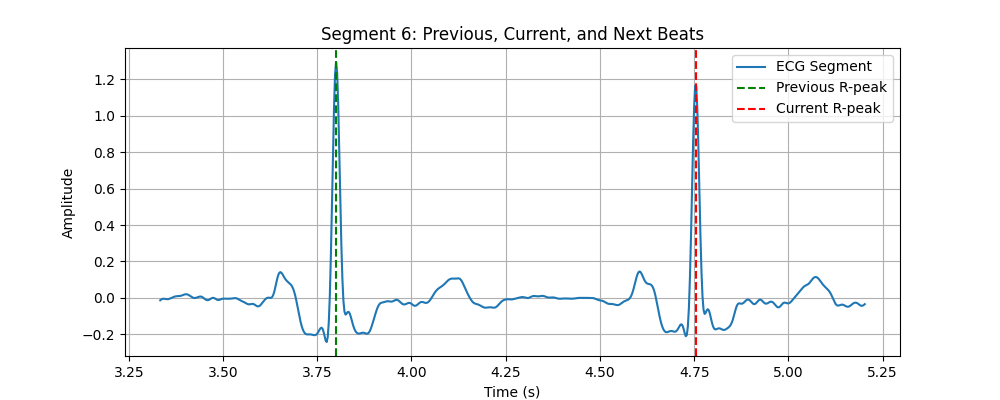 Segment 6: Previous, Current, and Next Beats
ECG Segment
Previous R-peak
Current R-peak
Amplitude
1.2
1.0
0.8
0.6
0.4
0.2
0.0
−0.2
3.25 3.50 3.75 4.00 4.25 4.50 4.75 5.00 5.25
Time (s)